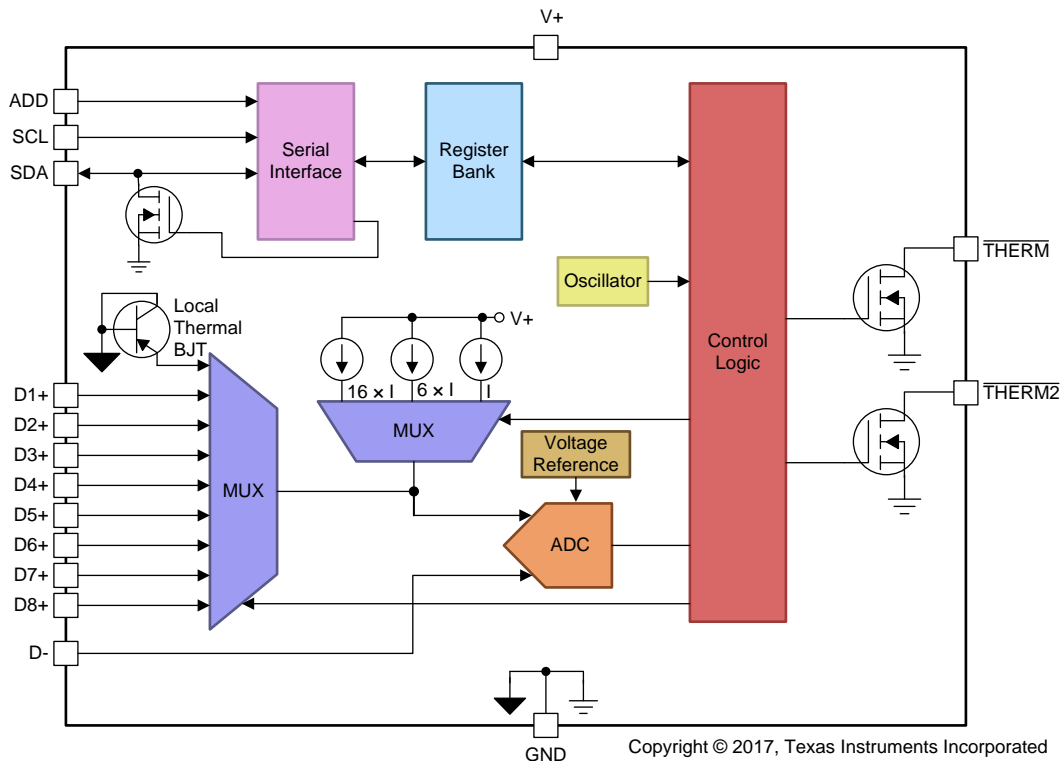 V+
ADD
SCL
SDA
Serial
Interface
Register
Bank
THERM
Oscillator
Local
Thermal
BJT
V+
Control
Logic
16 × I
6 × I
I
THERM2
D1+
D2+
D3+
D4+
D5+
D6+
D7+
D8+
D-
MUX
MUX
Voltage
Reference
ADC
GND
Copyright © 2017, Texas Instruments Incorporated